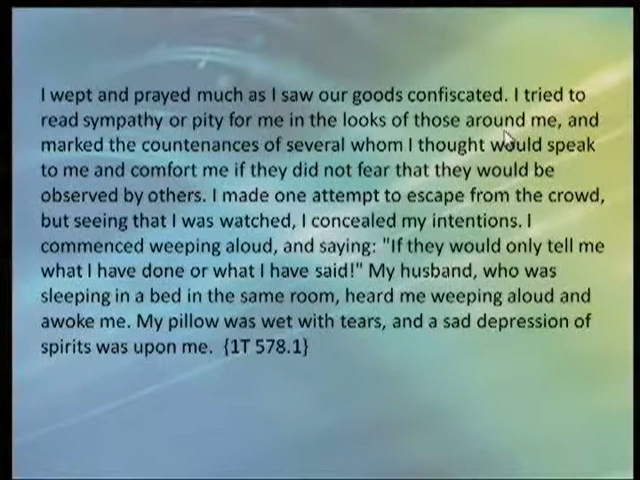 I wept and prayed much as I saw our goods confiscated. I tried to
read sympathy or pity for me in the looks of those around me, and
marked the countenances of several whom I thought would speak
to me and comfort me if they did not fear that they would be
observed by others. I made one attempt to escape from the crowd,
but seeing that I was watched, I concealed my intentions. I
commenced weeping aloud, and saying: "If they would only tell me
what I have done or what I have said!" My husband, who was
sleeping in a bed in the same room, heard me weeping aloud and
awoke me. My pillow was wet with tears, and a sad depression of
spirits was upon me.  {1T 578.1}